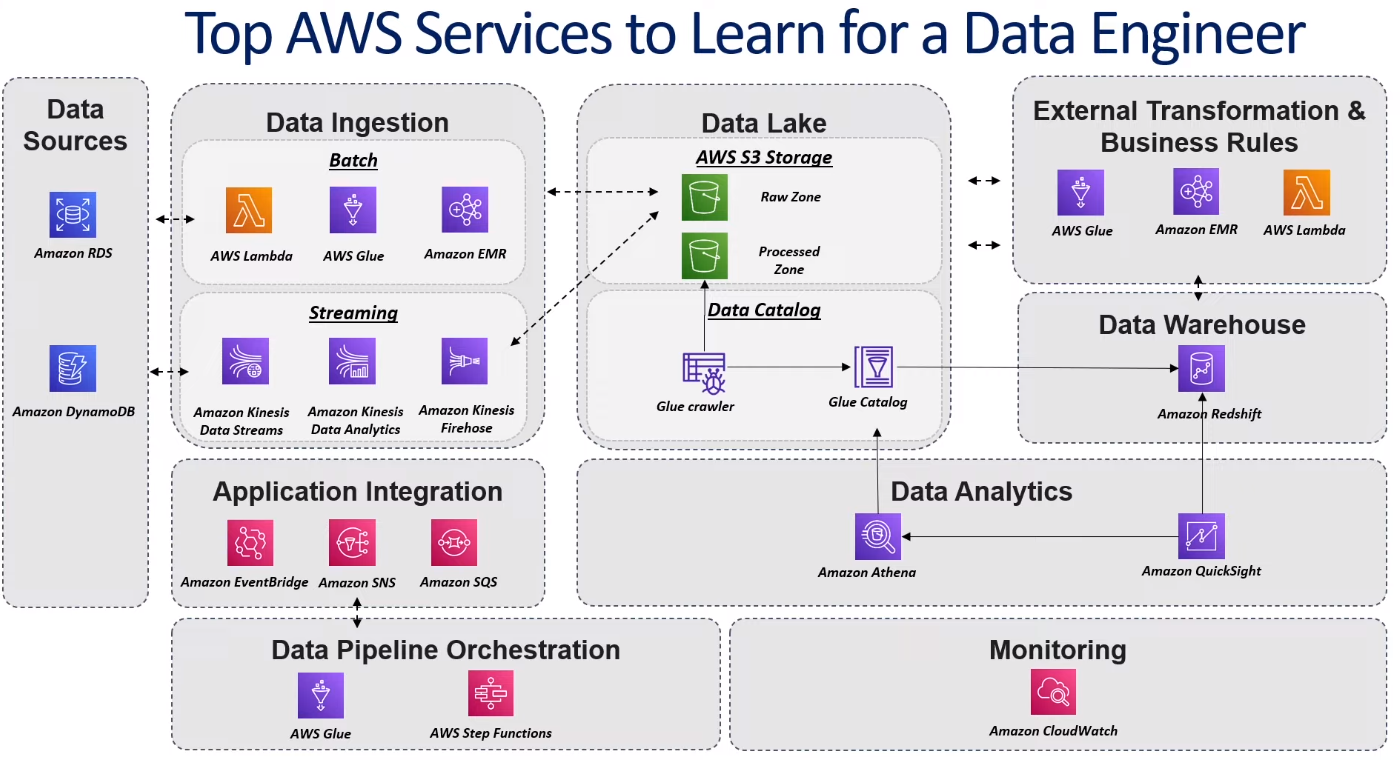 Top AWS Services to Learn for a Data Engineer
Data
Sources
Amazon RDS
Amazon DynamoDB
Data Ingestion
Batch
AWS Lambda
AWS Glue
Amazon EMR
Streaming
Amazon Kinesis
Data Streams
Amazon Kinesis
Data Analytics
Amazon Kinesis
Firehose
Data Lake
AWS S3 Storage
Raw Zone
Processed
Zone
Data Catalog
Glue crawler
Glue Catalog
External Transformation &
Business Rules
AWS Glue
Amazon EMR
AWS Lambda
Data Warehouse
Amazon Redshift
Application Integration
Amazon EventBridge
Amazon SNS
Amazon SQS
Data Analytics
Amazon Athena
Amazon QuickSight
Data Pipeline Orchestration
AWS Glue
AWS Step Functions
Monitoring
Amazon CloudWatch